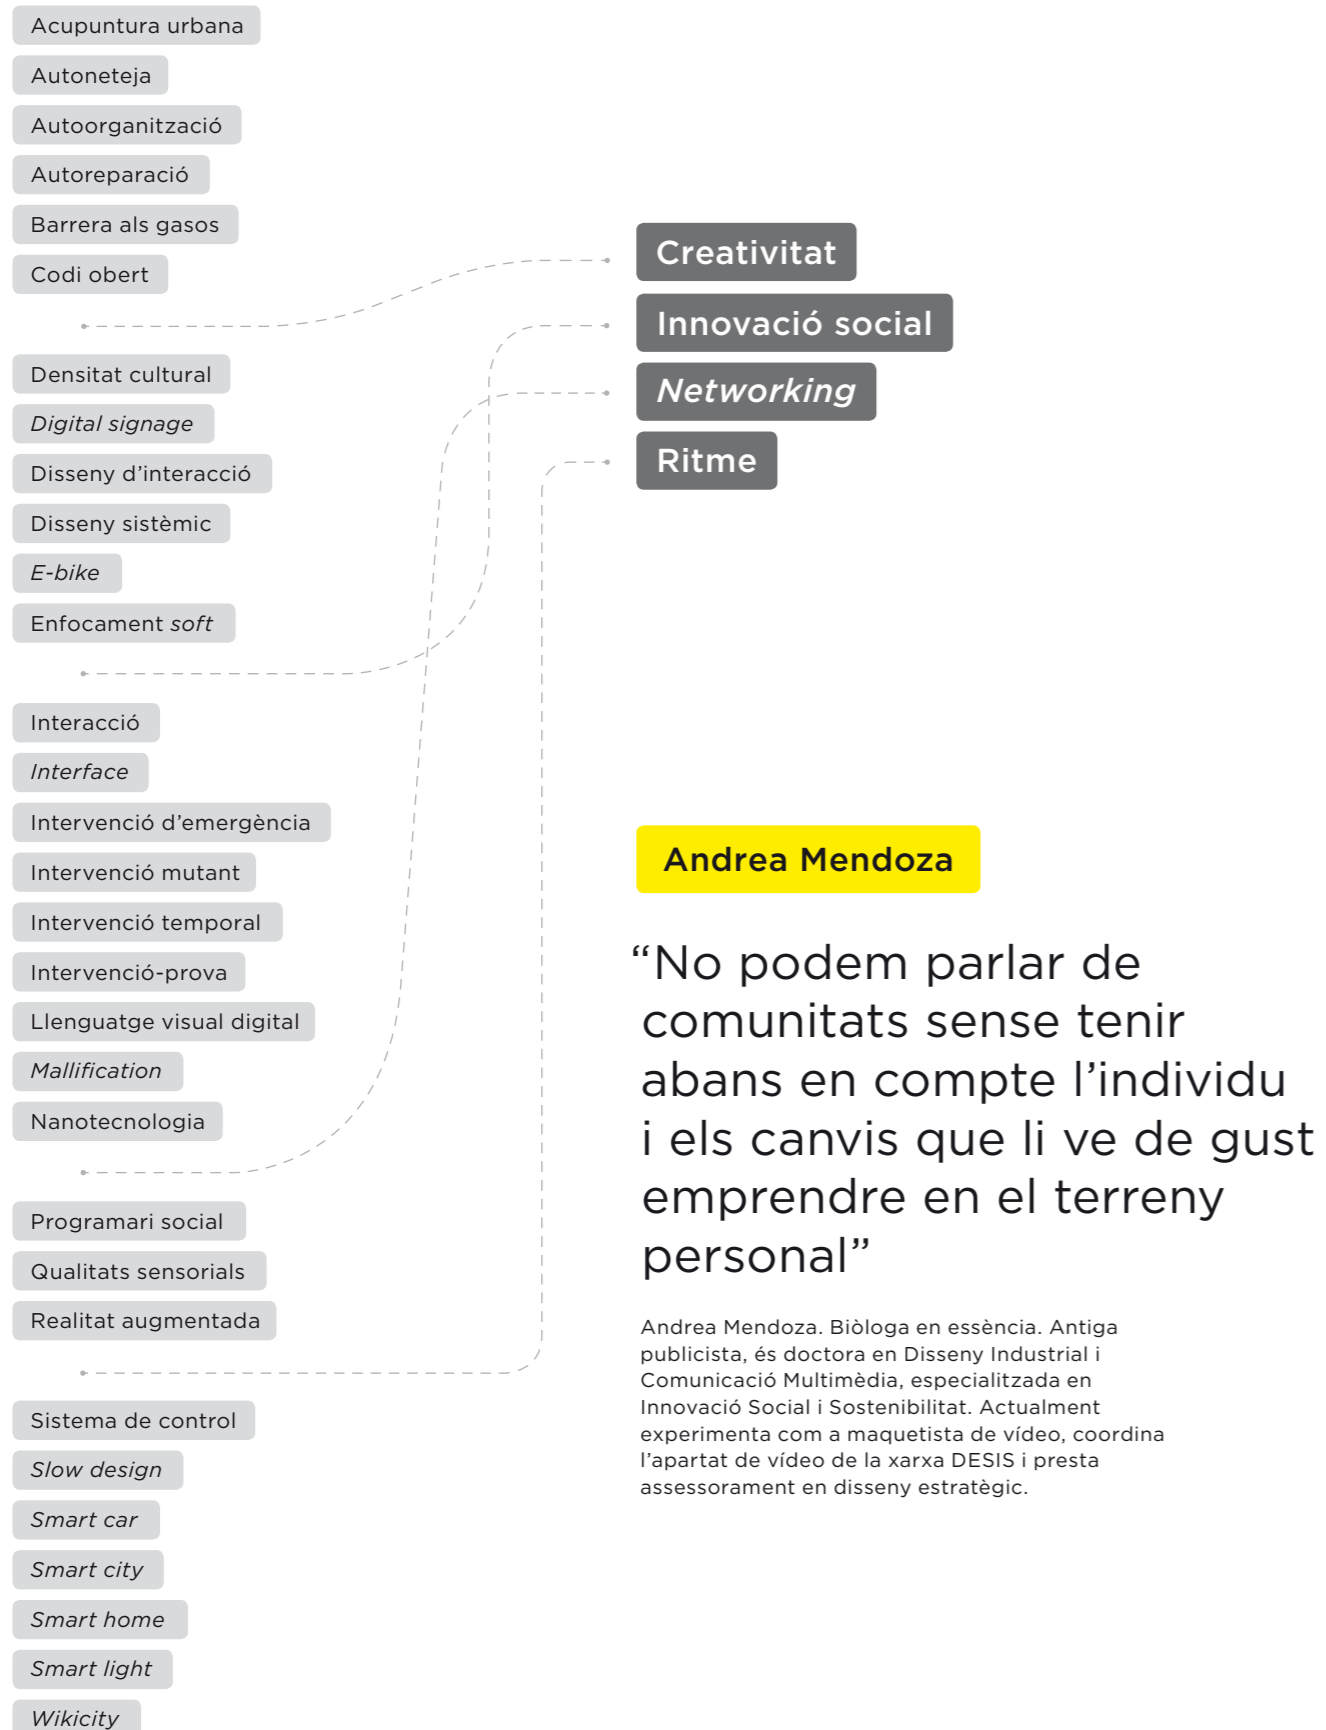 Acupuntura urbana
Autoneteja
Autoorganització
Autoreparació
Barrera als gasos
Codi obert
Densitat cultural
Digital signage
Disseny d’interacció
Disseny sistèmic
E-bike
Enfocament soft
Interacció
Interface
Intervenció d’emergència
Intervenció mutant
Intervenció temporal
Intervenció-prova
Llenguatge visual digital
Mallification
Nanotecnologia
Programari social
Qualitats sensorials
Realitat augmentada
Sistema de control
Slow design
Smart car
Smart city
Smart home
Smart light
Wikicity
Creativitat
Innovació social
Networking
Ritme
Andrea Mendoza
“No podem parlar de
comunitats sense tenir
abans en compte l’individu
i els canvis que li ve de gust
emprendre en el terreny
personal”
Andrea Mendoza. Biòloga en essència. Antiga
publicista, és doctora en Disseny Industrial i
Comunicació Multimèdia, especialitzada en
Innovació Social i Sostenibilitat. Actualment
experimenta com a maquetista de vídeo, coordina
l’apartat de vídeo de la xarxa DESIS i presta
assessorament en disseny estratègic.